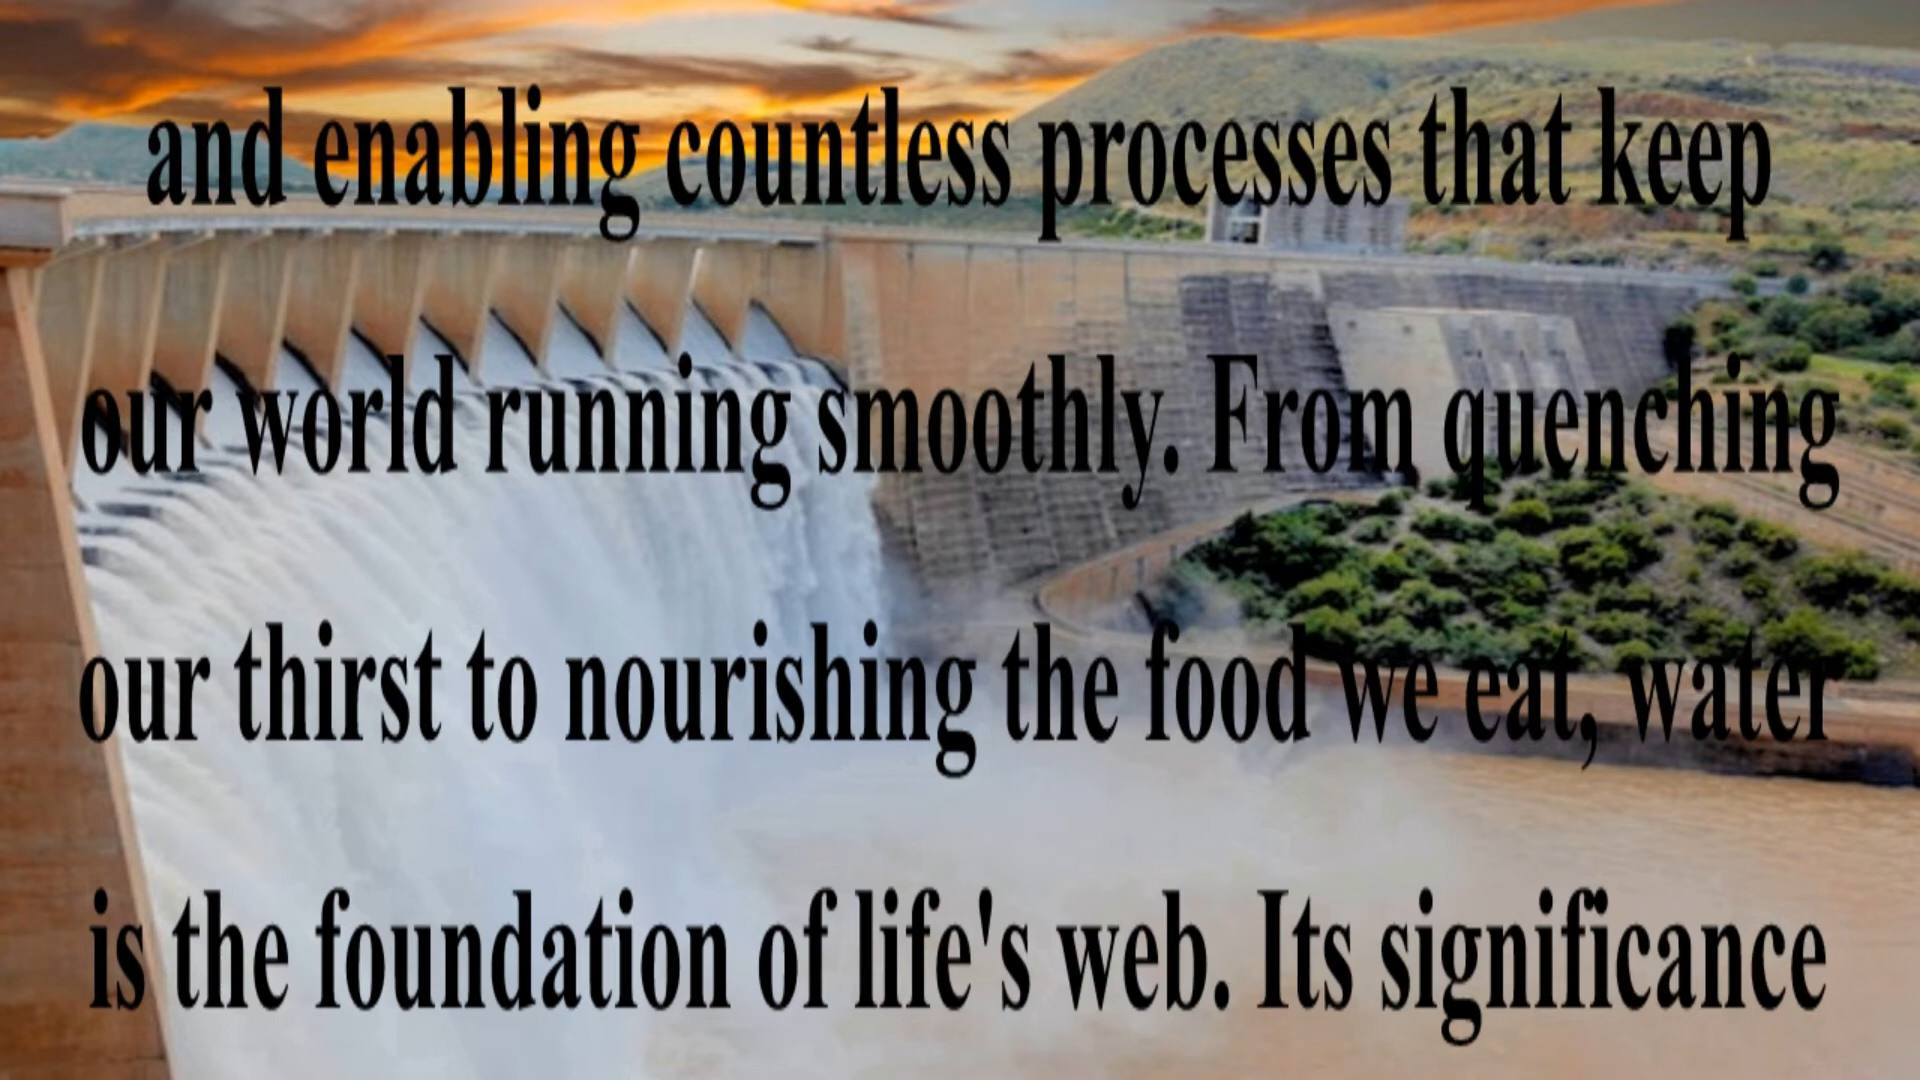 and enabling countless processes that keep
our world running smoothly. From quenching
our thirst to nourishing the food we eat, water
is the foundation of life's web. Its significance